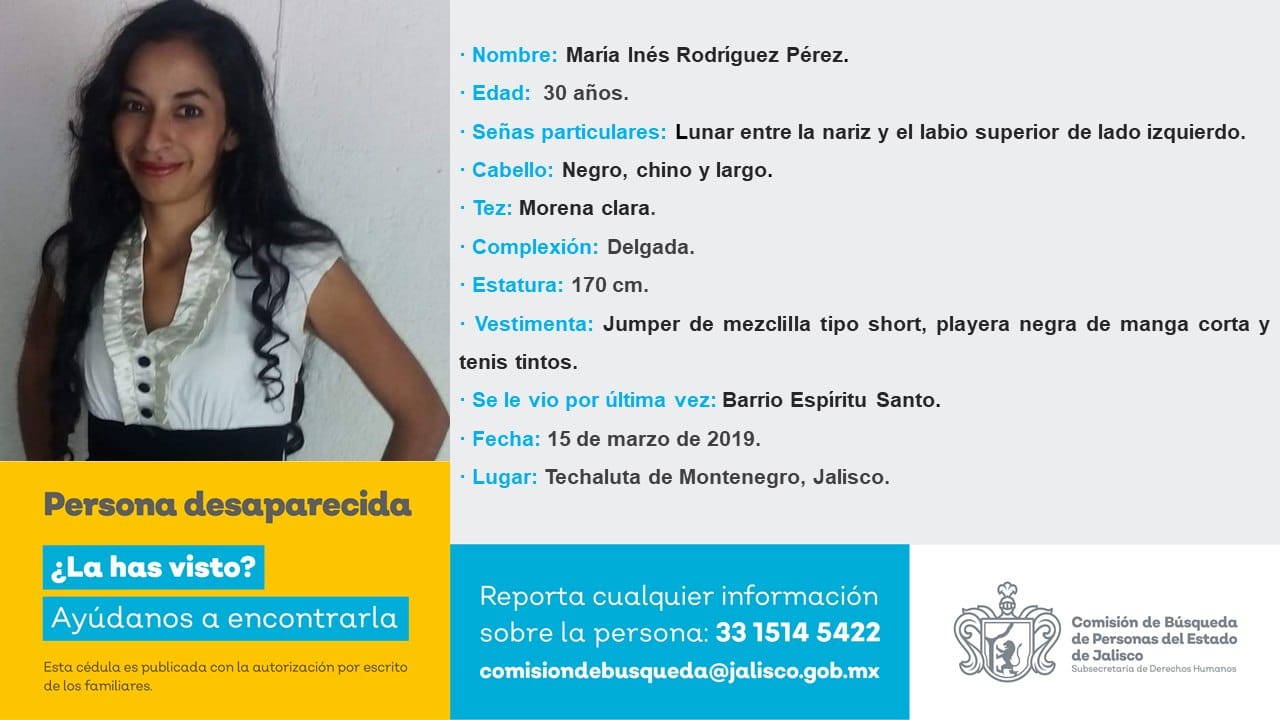 · Nombre: María Inés Rodríguez Pérez.
· Edad: 30 años.
· Señas particulares: Lunar entre la nariz y el labio superior de lado izquierdo.
· Cabello: Negro, chino y largo.
· Tez: Morena clara.
· Complexión: Delgada.
· Estatura: 170 cm.
· Vestimenta: Jumper de mezclilla tipo short, playera negra de manga corta y
tenis tintos.
· Se le vio por última vez: Barrio Espíritu Santo.
· Fecha: 15 de marzo de 2019.
· Lugar: Techaluta de Montenegro, Jalisco.
Persona desaparecida
¿La has visto?
Ayúdanos a encontrarla
Esta cédula es publicada con la autorización por escrito
de los familiares.
Reporta cualquier información
sobre la persona: 33 1514 5422
comisiondebusqueda@jalisco.gob.mx
Comisión de Búsqueda
de Personas del Estado
de Jalisco
Subsecretaría de Derechos Humanos